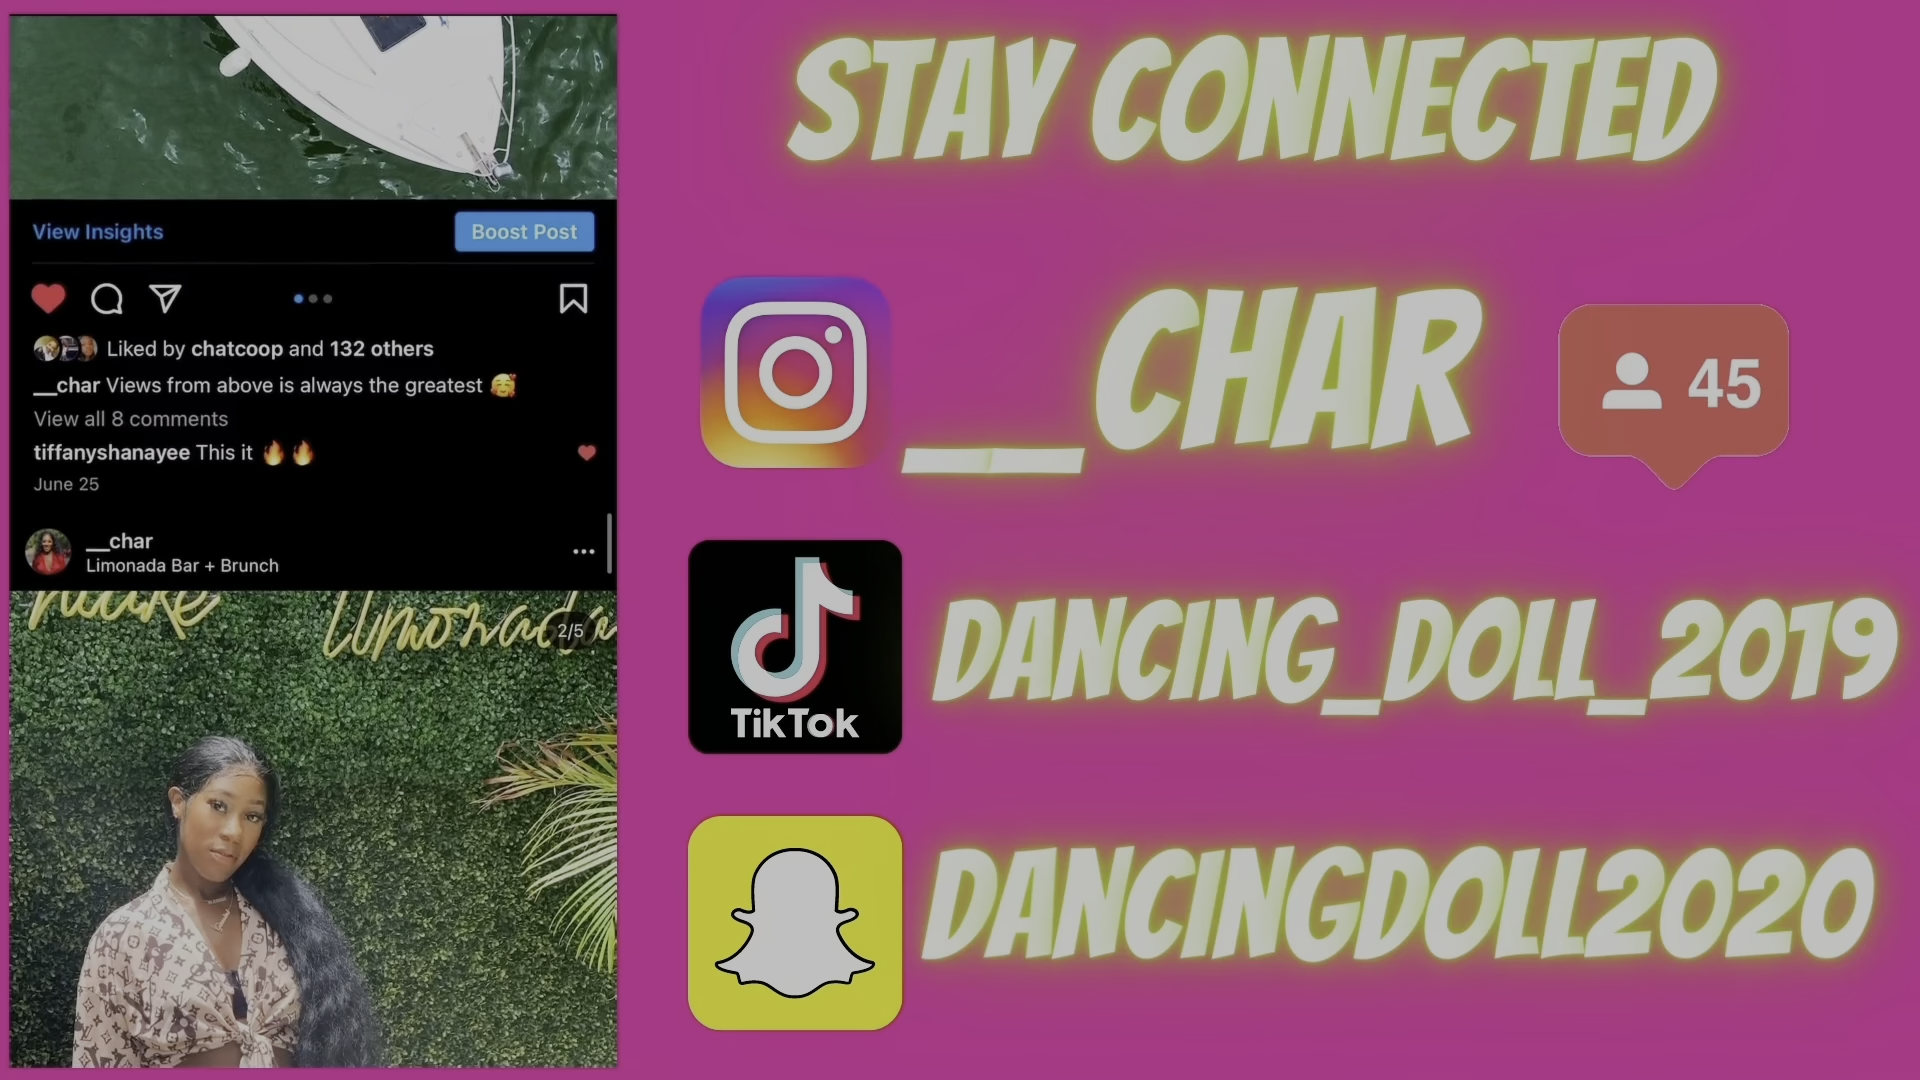 View Insights
Boost Post
Liked by chatcoop and 132 others
__char Views from above is always the greatest 🥰
View all 8 comments
tiffanyshanayee This it 🔥🔥
June 25
__char
Limonada Bar + Brunch
limonada
2/5
STAY CONNECTED
__CHAR
45
TikTok
DANCING_DOLL_2019
DANCINGDOLL2020